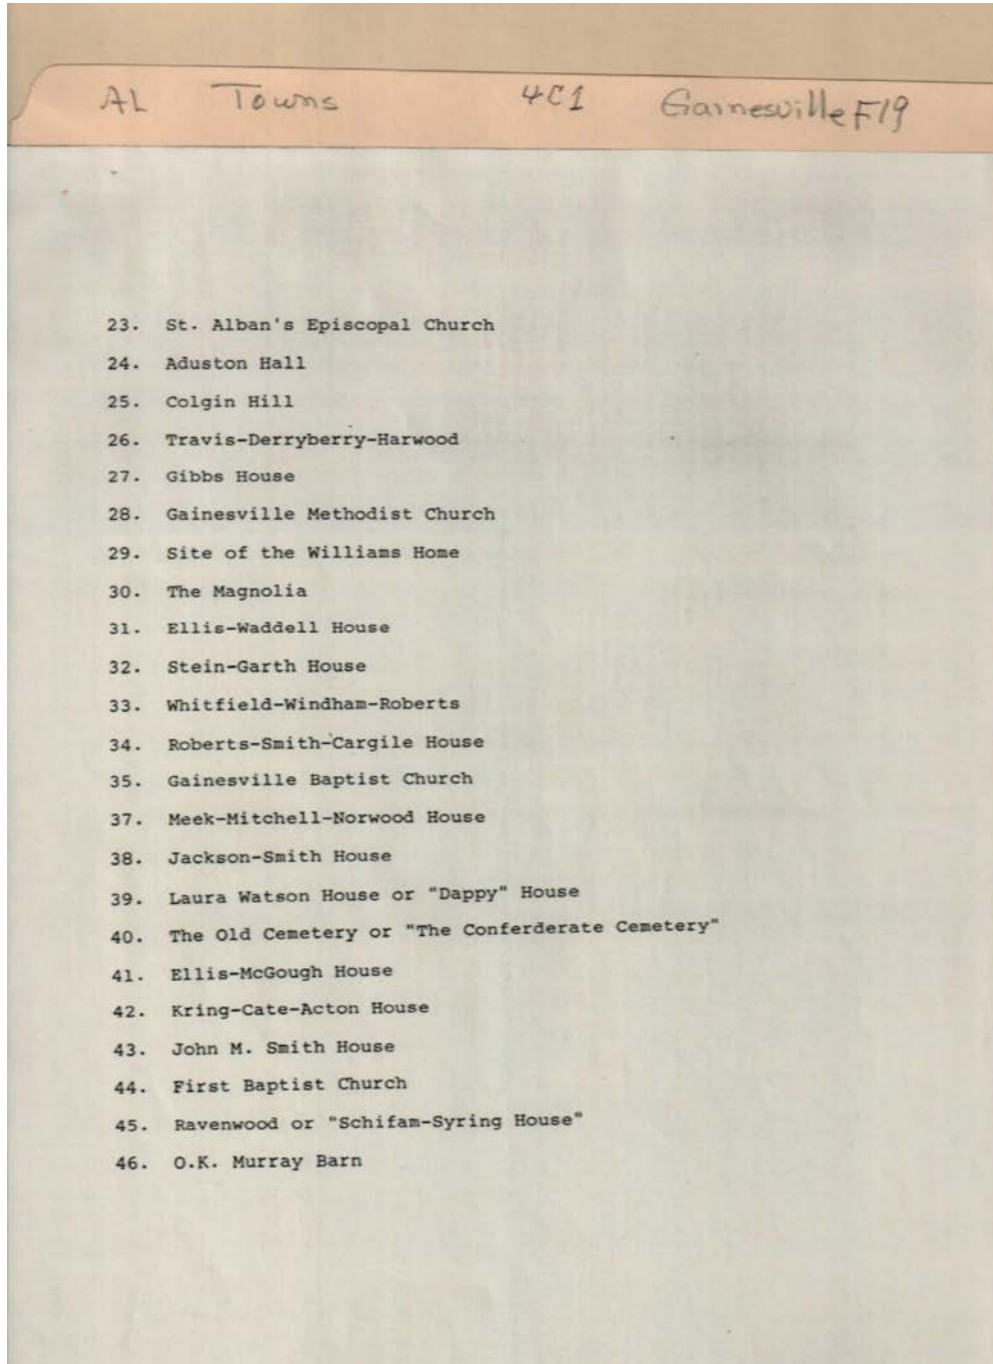 AL Towns 4C1 Gainesville F19
23. St. Alban's Episcopal Church
24. Aduston Hall
25. Colgin Hill
26. Travis-Derryberry-Harwood
27. Gibbs House
28. Gainesville Methodist Church
29. Site of the Williams Home
30. The Magnolia
31. Ellis-Waddell House
32. Stein-Garth House
33. Whitfield-Windham-Roberts
34. Roberts-Smith-Cargile House
35. Gainesville Baptist Church
37. Meek-Mitchell-Norwood House
38. Jackson-Smith House
39. Laura Watson House or "Dappy" House
40. The Old Cemetery or "The Conferderate Cemetery"
41. Ellis-McGough House
42. Kring-Cate-Acton House
43. John M. Smith House
44. First Baptist Church
45. Ravenwood or "Schifam-Syring House"
46. O.K. Murray Barn